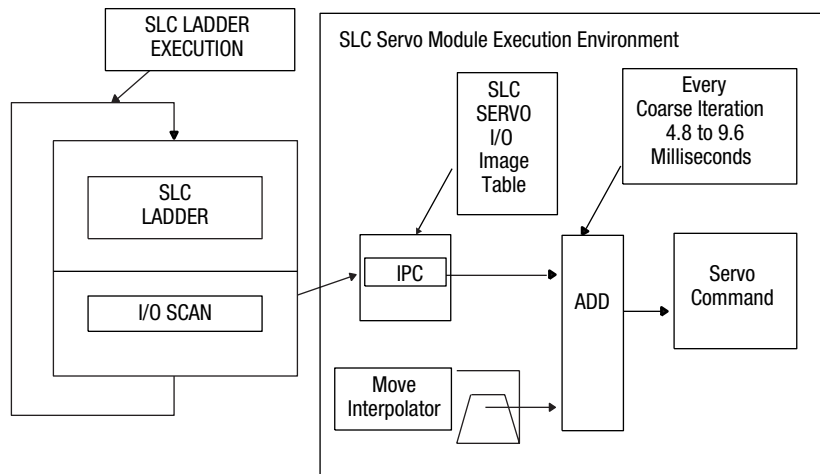 SLC LADDER
EXECUTION
SLC Servo Module Execution Environment
SLC
SERVO
I/O
Image
Table
Every
Coarse Iteration
4.8 to 9.6
Milliseconds
SLC
LADDER
I/O SCAN
IPC
ADD
Servo
Command
Move
Interpolator